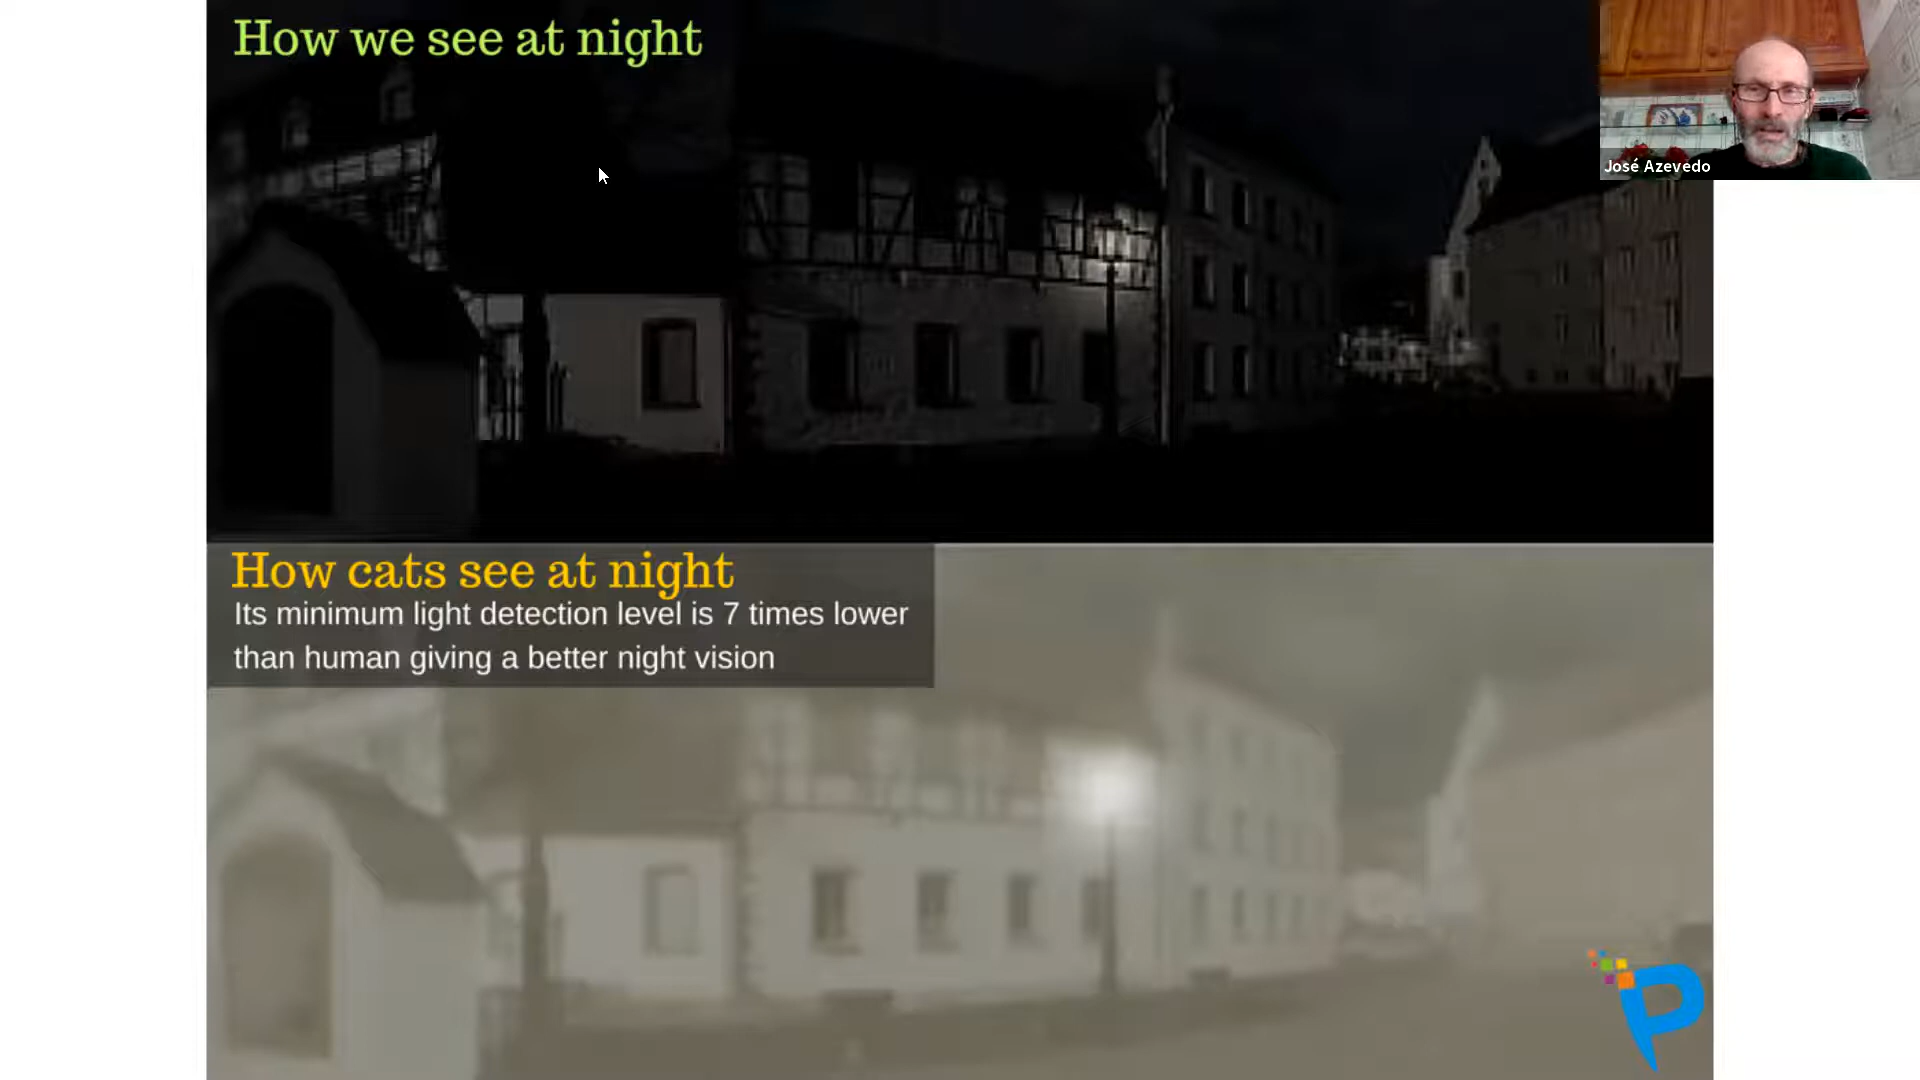 How we see at night
José Azevedo
How cats see at night
Its minimum light detection level is 7 times lower
than human giving a better night vision